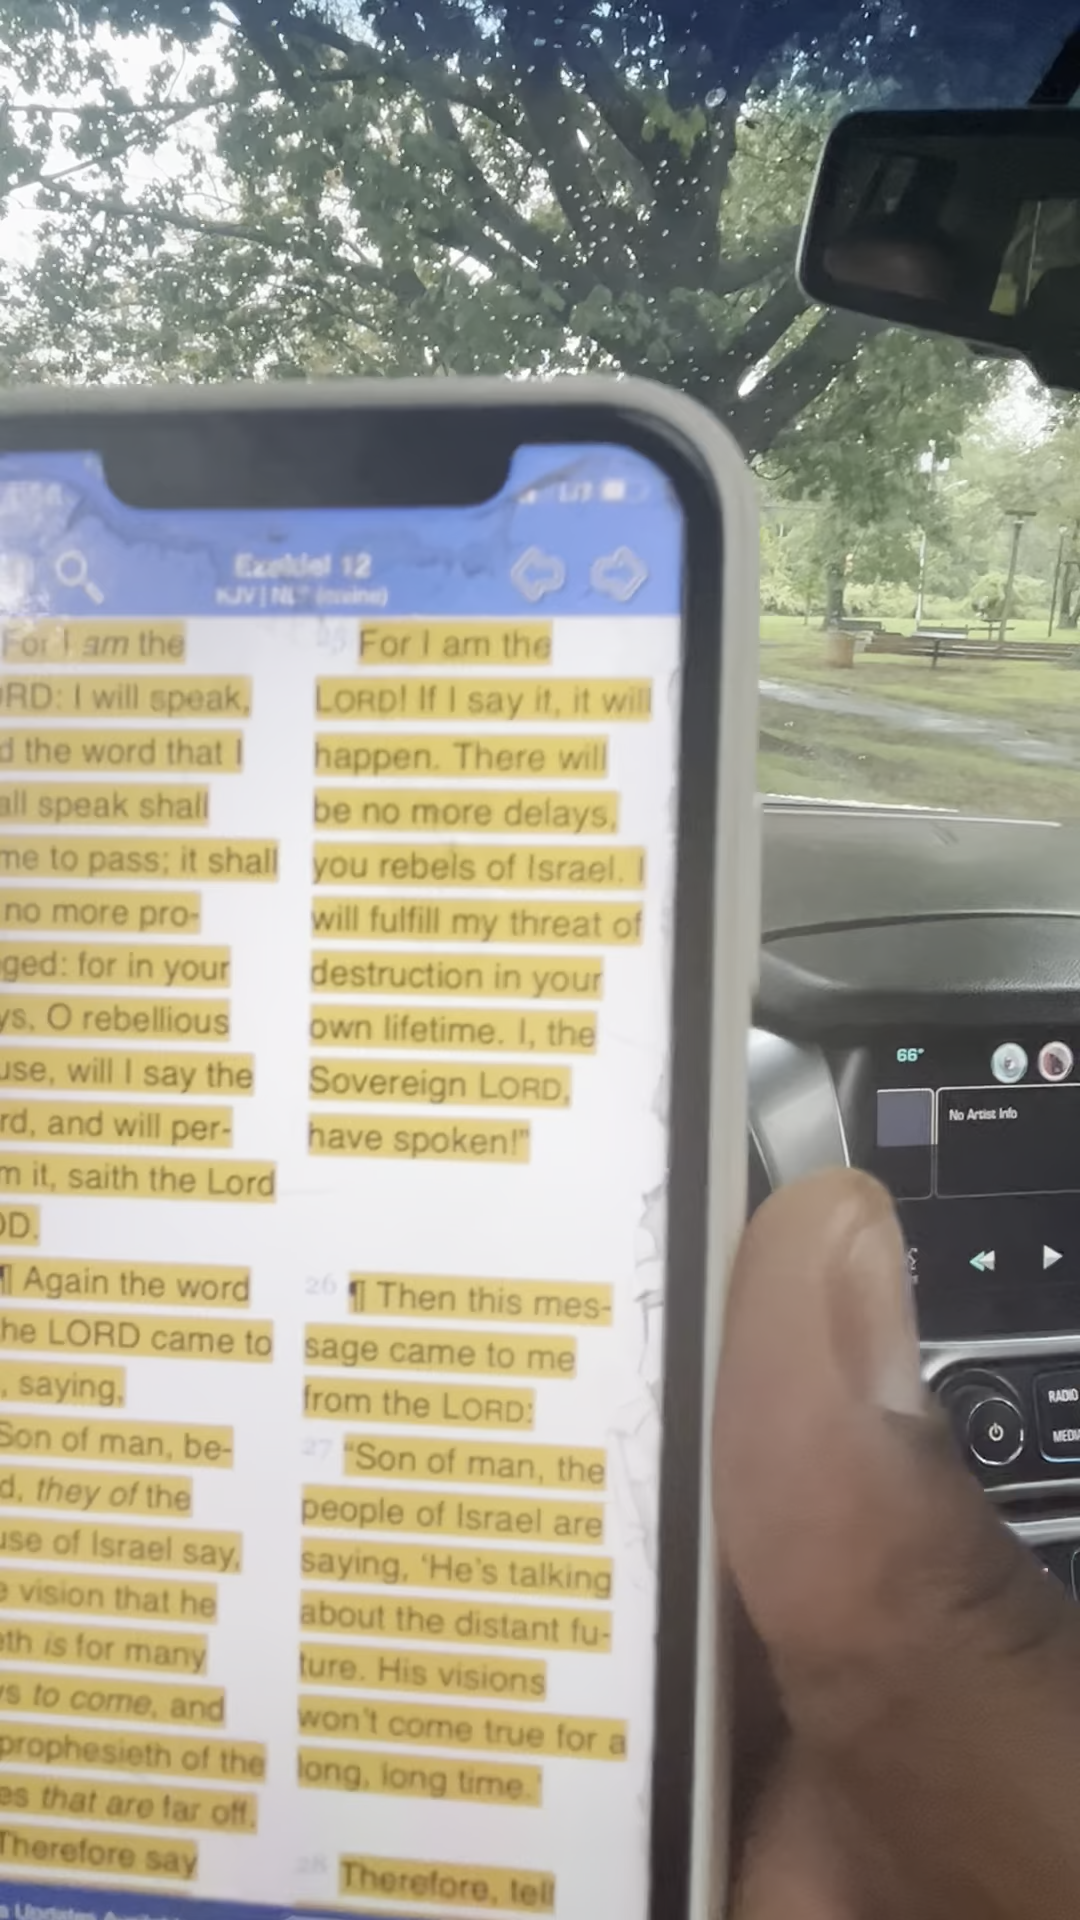 Ezekiel 12
For I am the
RD: I will speak,
the word that I
all speak shall
to pass; it shall
no more pro-
ged: for in your
O rebellious
use, will I say the
rd, and will per-
m it, saith the Lord
OD.
¶ Again the word
he LORD came to
, saying,
Son of man, be-
d, they of the
use of Israel say,
vision that he
eth is for many
to come, and
prophesieth of the
es that are far off.
Therefore say
25 For I am the
LORD! If I say it, it will
happen. There will
be no more delays,
you rebels of Israel. I
will fulfill my threat of
destruction in your
own lifetime. I, the
Sovereign LORD,
have spoken!”
26 ¶ Then this mes-
sage came to me
from the LORD:
27 “Son of man, the
people of Israel are
saying, ‘He’s talking
about the distant fu-
ture. His visions
won’t come true for a
long, long time.’
28 Therefore, tell
66°
No Artist Info
RADIO
MEDIA